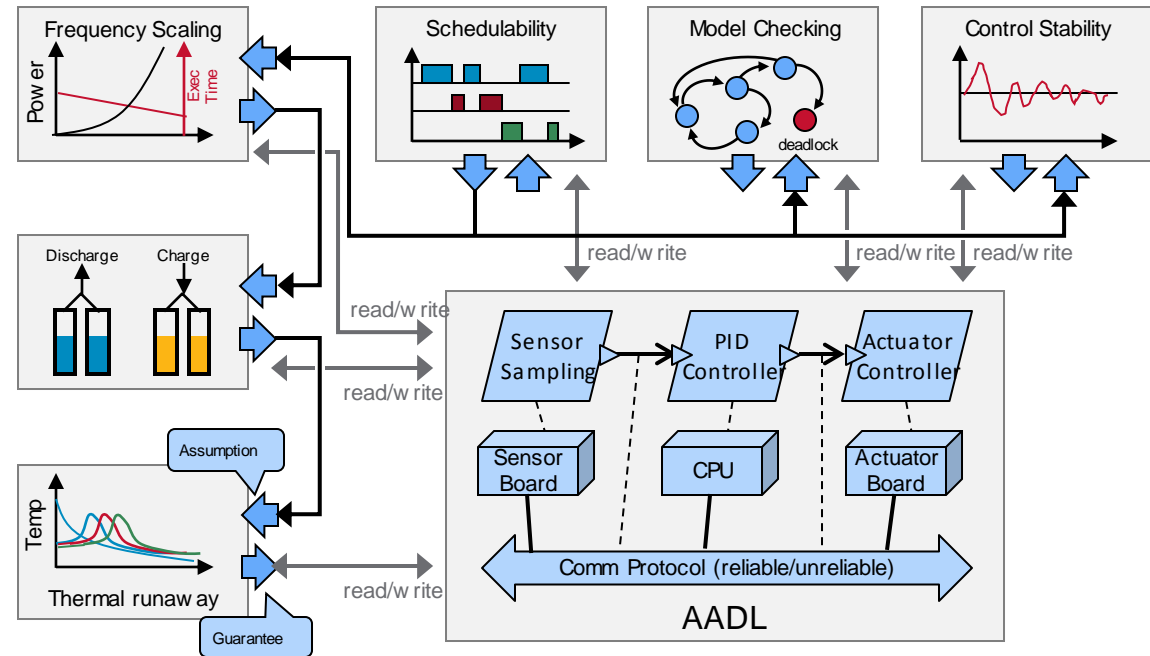 Frequency Scaling
Power
Exec
Time
Schedulability
Model Checking
deadlock
Control Stability
read/w rite
read/w rite
read/w rite
Discharge
Charge
read/w rite
read/w rite
Assumption
Temp
Thermal runaw ay
Guarantee
read/w rite
Sensor
Sampling
PID
Controller
Actuator
Controller
Sensor
Board
CPU
Actuator
Board
Comm Protocol (reliable/unreliable)
AADL